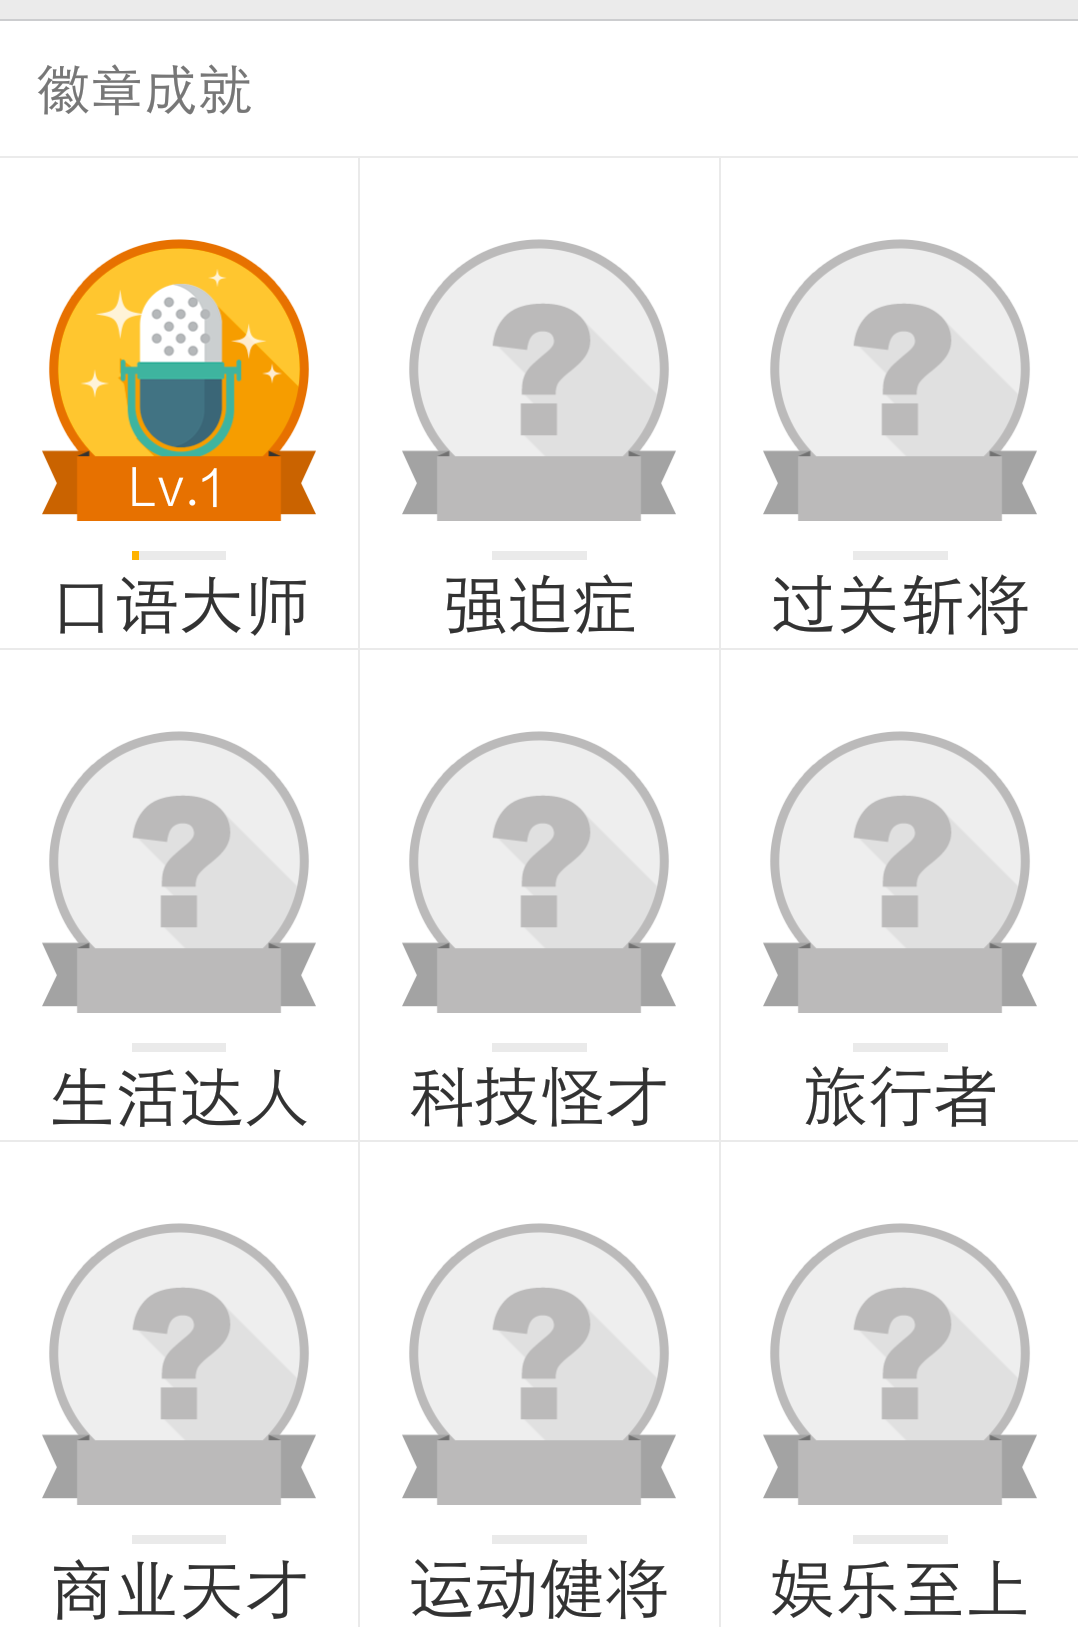 徽章成就
Lv.1
口语大师
强迫症
过关斩将
生活达人
科技怪才
旅行者
商业天才
运动健将
娱乐至上